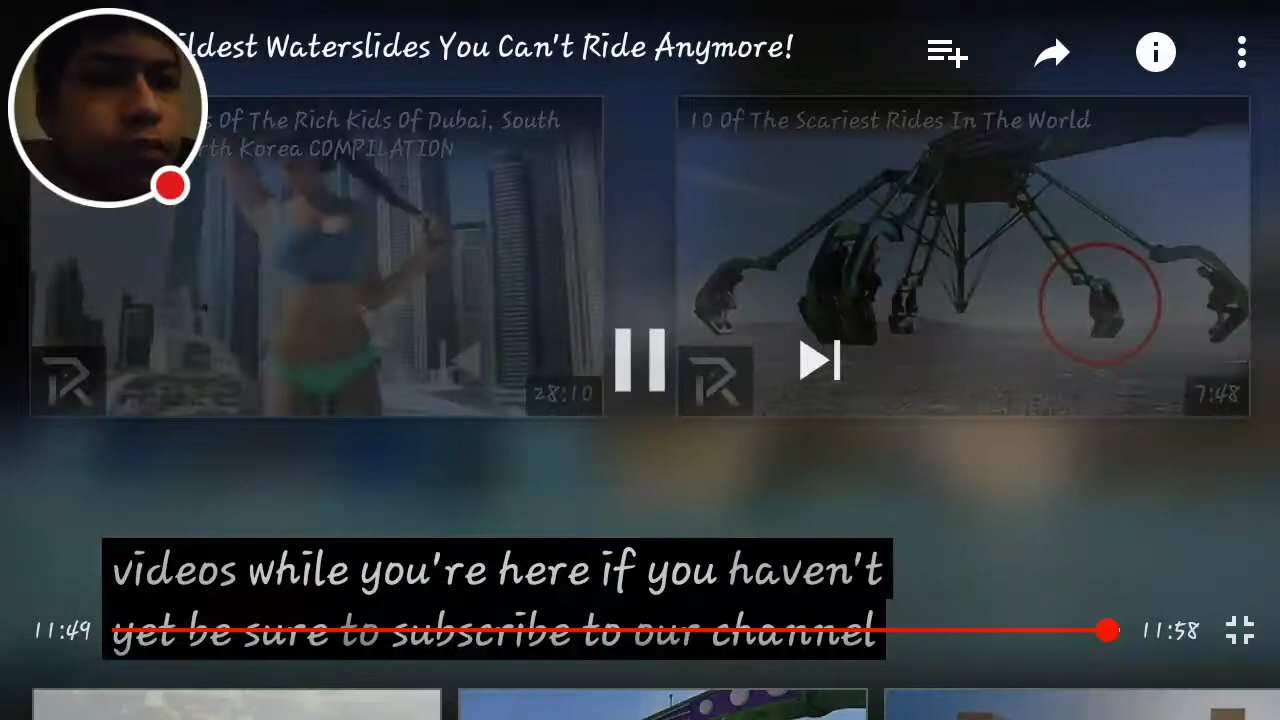 ildest Waterslides You Can't Ride Anymore!
s Of The Rich Kids Of Dubai, South
rth Korea COMPILATION
10 Of The Scariest Rides In The World
28:10
7:48
videos while you're here if you haven't
yet be sure to subscribe to our channel
11:49
11:58